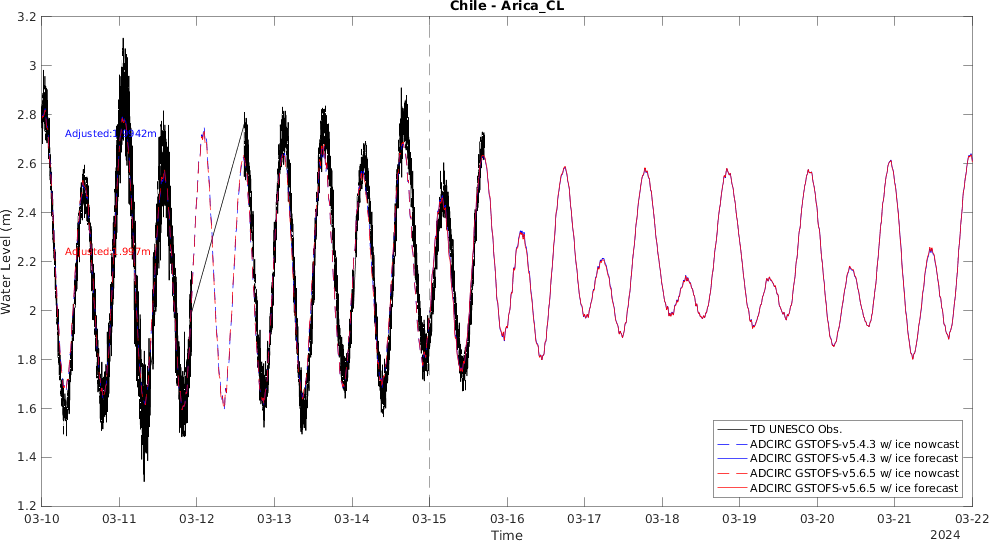 Chile - Arica_CL
3.2
3
2.8
2.6
2.4
2.2
2
1.8
1.6
1.4
1.2
Water Level (m)
Adjusted:
Adjusted:
03-10
03-11
03-12
03-13
03-14
03-15
03-16
03-17
03-18
03-19
03-20
03-21
03-22
Time
2024
TD UNESCO Obs.
ADCIRC GSTOFS-v5.4.3 w/ ice nowcast
ADCIRC GSTOFS-v5.4.3 w/ ice forecast
ADCIRC GSTOFS-v5.6.5 w/ ice nowcast
ADCIRC GSTOFS-v5.6.5 w/ ice forecast